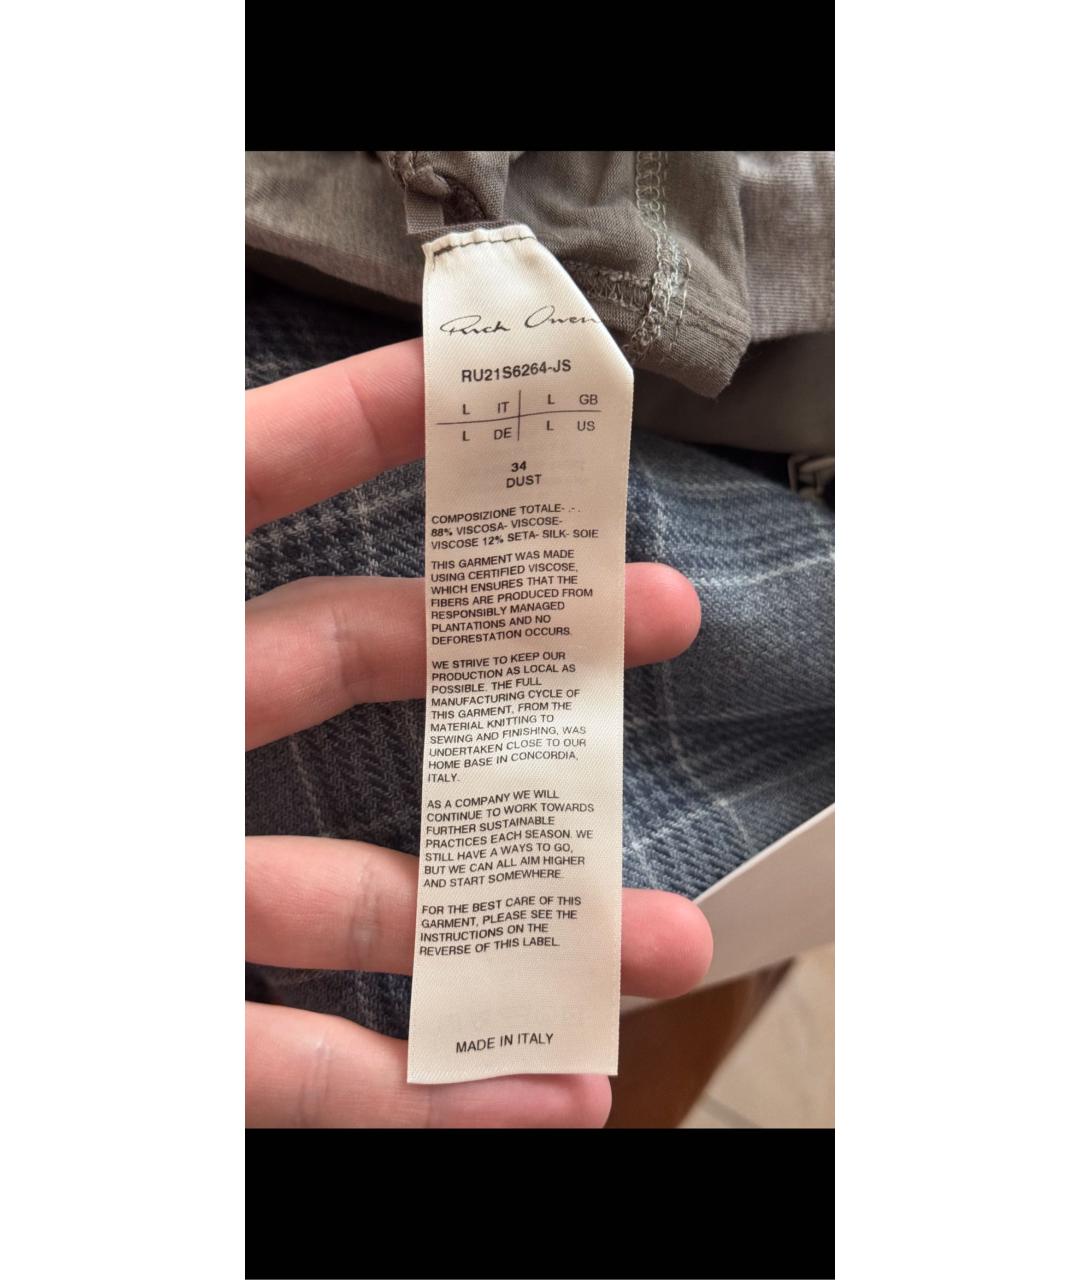 Rick Owen
RU21S6264-JS
L IT L GB
L DE L US
34
DUST
COMPOSIZIONE TOTALE- -.
88% VISCOSA- VISCOSE-
VISCOSE 12% SETA- SILK- SOIE
THIS GARMENT WAS MADE
USING CERTIFIED VISCOSE,
WHICH ENSURES THAT THE
FIBERS ARE PRODUCED FROM
RESPONSIBLY MANAGED
PLANTATIONS AND NO
DEFORESTATION OCCURS.
WE STRIVE TO KEEP OUR
PRODUCTION AS LOCAL AS
POSSIBLE. THE FULL
MANUFACTURING CYCLE OF
THIS GARMENT, FROM THE
MATERIAL KNITTING TO
SEWING AND FINISHING, WAS
UNDERTAKEN CLOSE TO OUR
HOME BASE IN CONCORDIA,
ITALY.
AS A COMPANY WE WILL
CONTINUE TO WORK TOWARDS
FURTHER SUSTAINABLE
PRACTICES EACH SEASON. WE
STILL HAVE A WAYS TO GO,
BUT WE CAN ALL AIM HIGHER
AND START SOMEWHERE.
FOR THE BEST CARE OF THIS
GARMENT, PLEASE SEE THE
INSTRUCTIONS ON THE
REVERSE OF THIS LABEL.
MADE IN ITALY